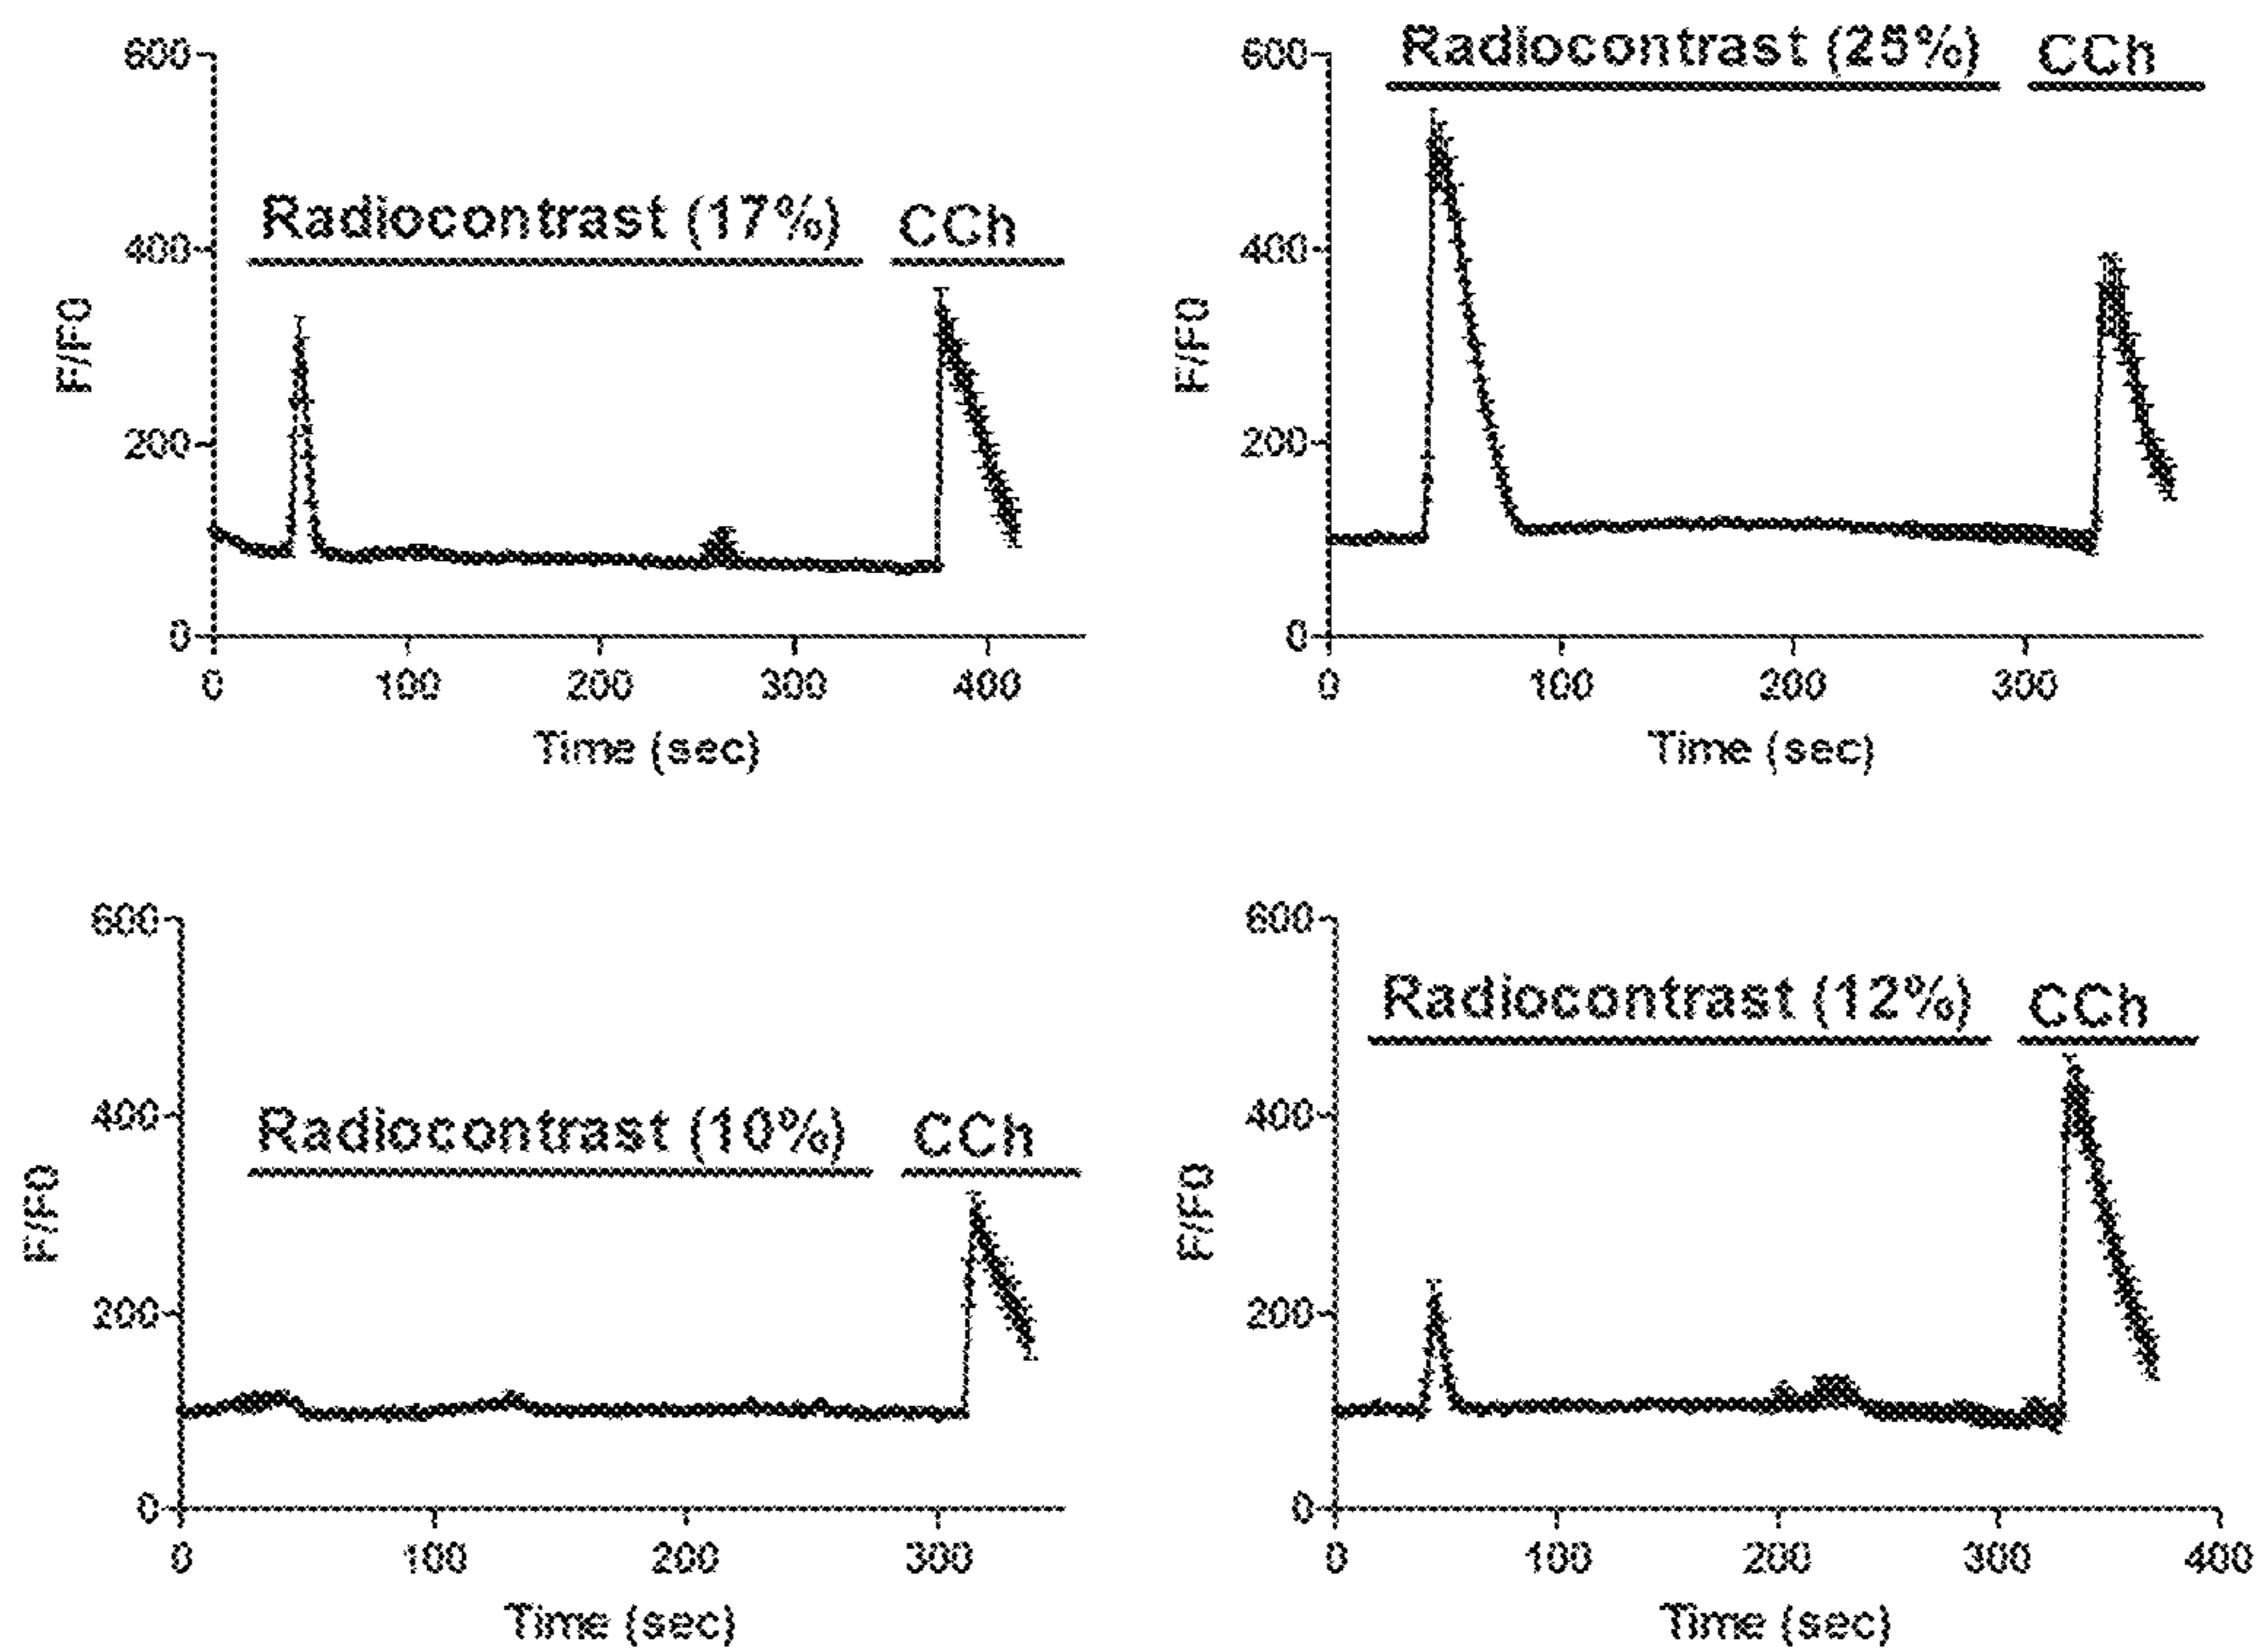 Radiocontrast (17%) CCh
F/F0
600
400
200
0
0 100 200 300 400
Time (sec)
Radiocontrast (25%) CCh
F/F0
600
400
200
0
0 100 200 300
Time (sec)
Radiocontrast (10%) CCh
F/F0
600
400
200
0
0 100 200 300
Time (sec)
Radiocontrast (12%) CCh
F/F0
600
400
200
0
0 100 200 300 400
Time (sec)